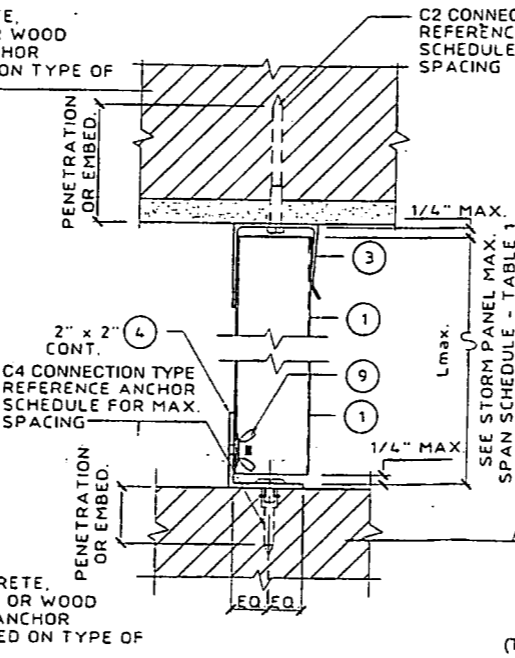 TE,
R WOOD
CHOR
ON TYPE OF
C2 CONNEC
REFERENC
SCHEDULE
SPACING
PENETRATION
OR EMBED.
1/4" MAX.
3
1
2" x 2" 4
CONT.
C4 CONNECTION TYPE
REFERENCE ANCHOR
SCHEDULE FOR MAX.
SPACING
9
1
Lmax.
SEE STORM PANEL MAX.
SPAN SCHEDULE - TABLE 1
1/4" MAX
PENETRATION
OR EMBED.
EQ. EQ.
RETE,
OR WOOD
ANCHOR
ED ON TYPE OF
(T